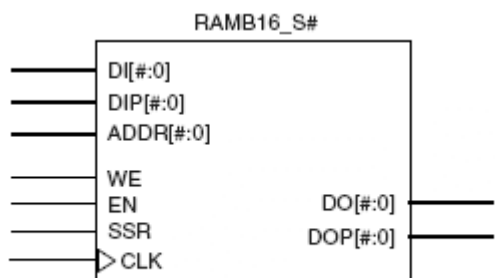 RAMB16_S#
DI[#:0]
DIP[#:0]
ADDR[#:0]
WE
EN
SSR
CLK
DO[#:0]
DOP[#:0]